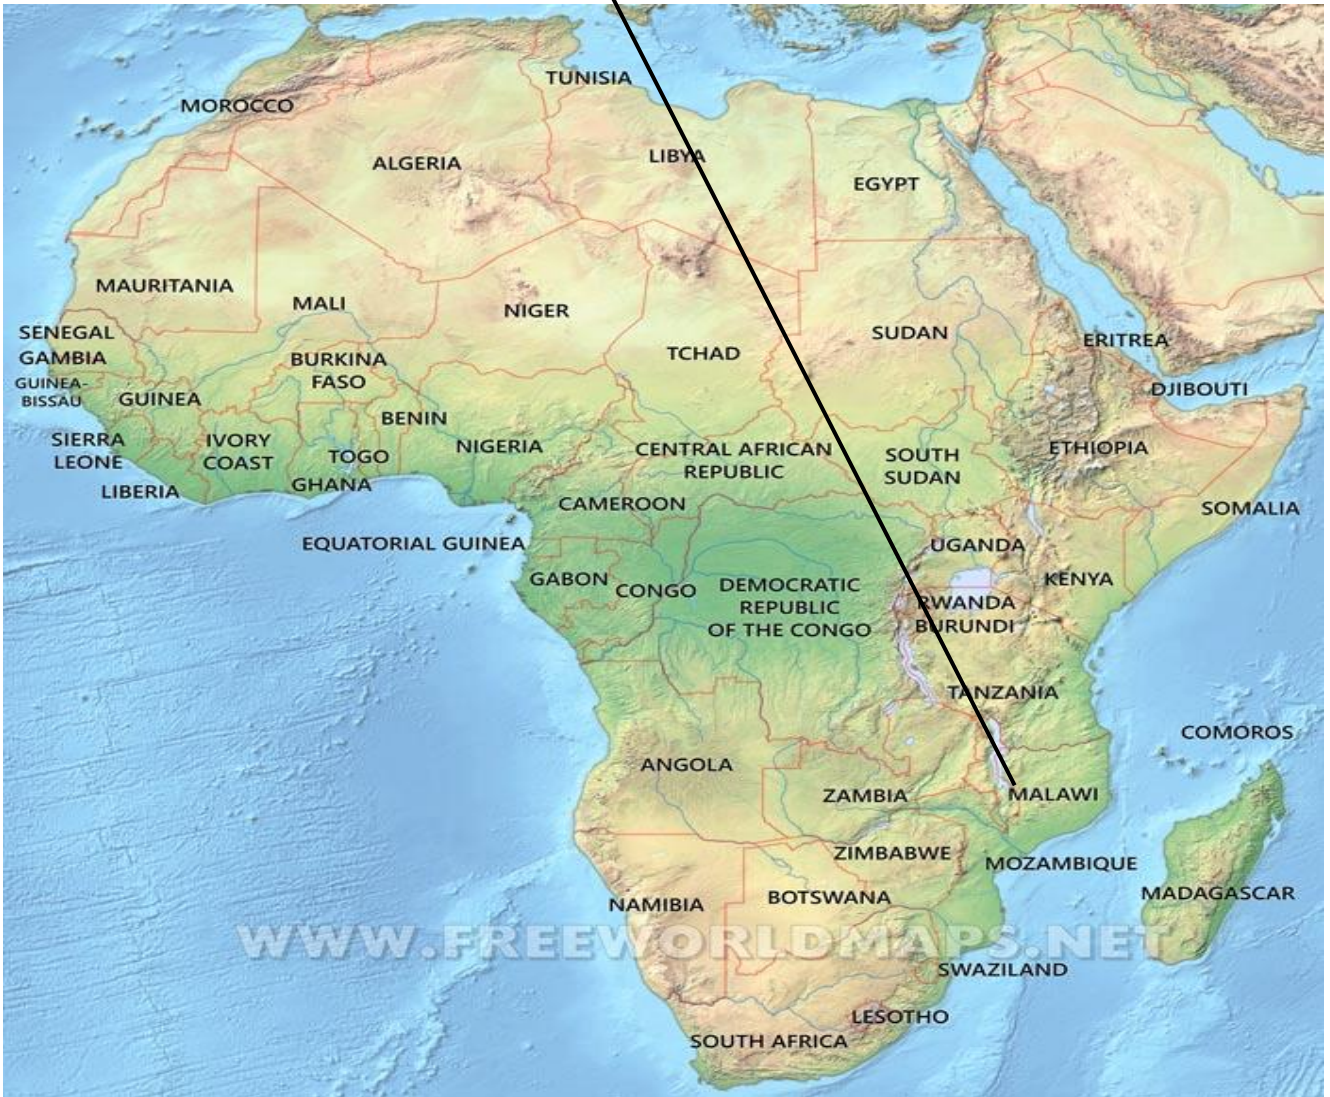 TUNISIA
MOROCCO
ALGERIA
LIBYA
EGYPT
MAURITANIA
MALI
NIGER
SENEGAL
GAMBIA
GUINEA-
BISSAU
GUINEA
BURKINA
FASO
TCHAD
SUDAN
ERITREA
DJIBOUTI
BENIN
NIGERIA
SIERRA
LEONE
IVORY
COAST
TOGO
GHANA
LIBERIA
CENTRAL AFRICAN
REPUBLIC
SOUTH
SUDAN
ETHIOPIA
SOMALIA
CAMEROON
EQUATORIAL GUINEA
UGANDA
GABON
CONGO
DEMOCRATIC
REPUBLIC
OF THE CONGO
KENYA
RWANDA
BURUNDI
TANZANIA
COMOROS
ANGOLA
ZAMBIA
MALAWI
ZIMBABWE
MOZAMBIQUE
NAMIBIA
BOTSWANA
MADAGASCAR
WWW.FREEWORLDMAPS.NET
SWAZILAND
LESOTHO
SOUTH AFRICA